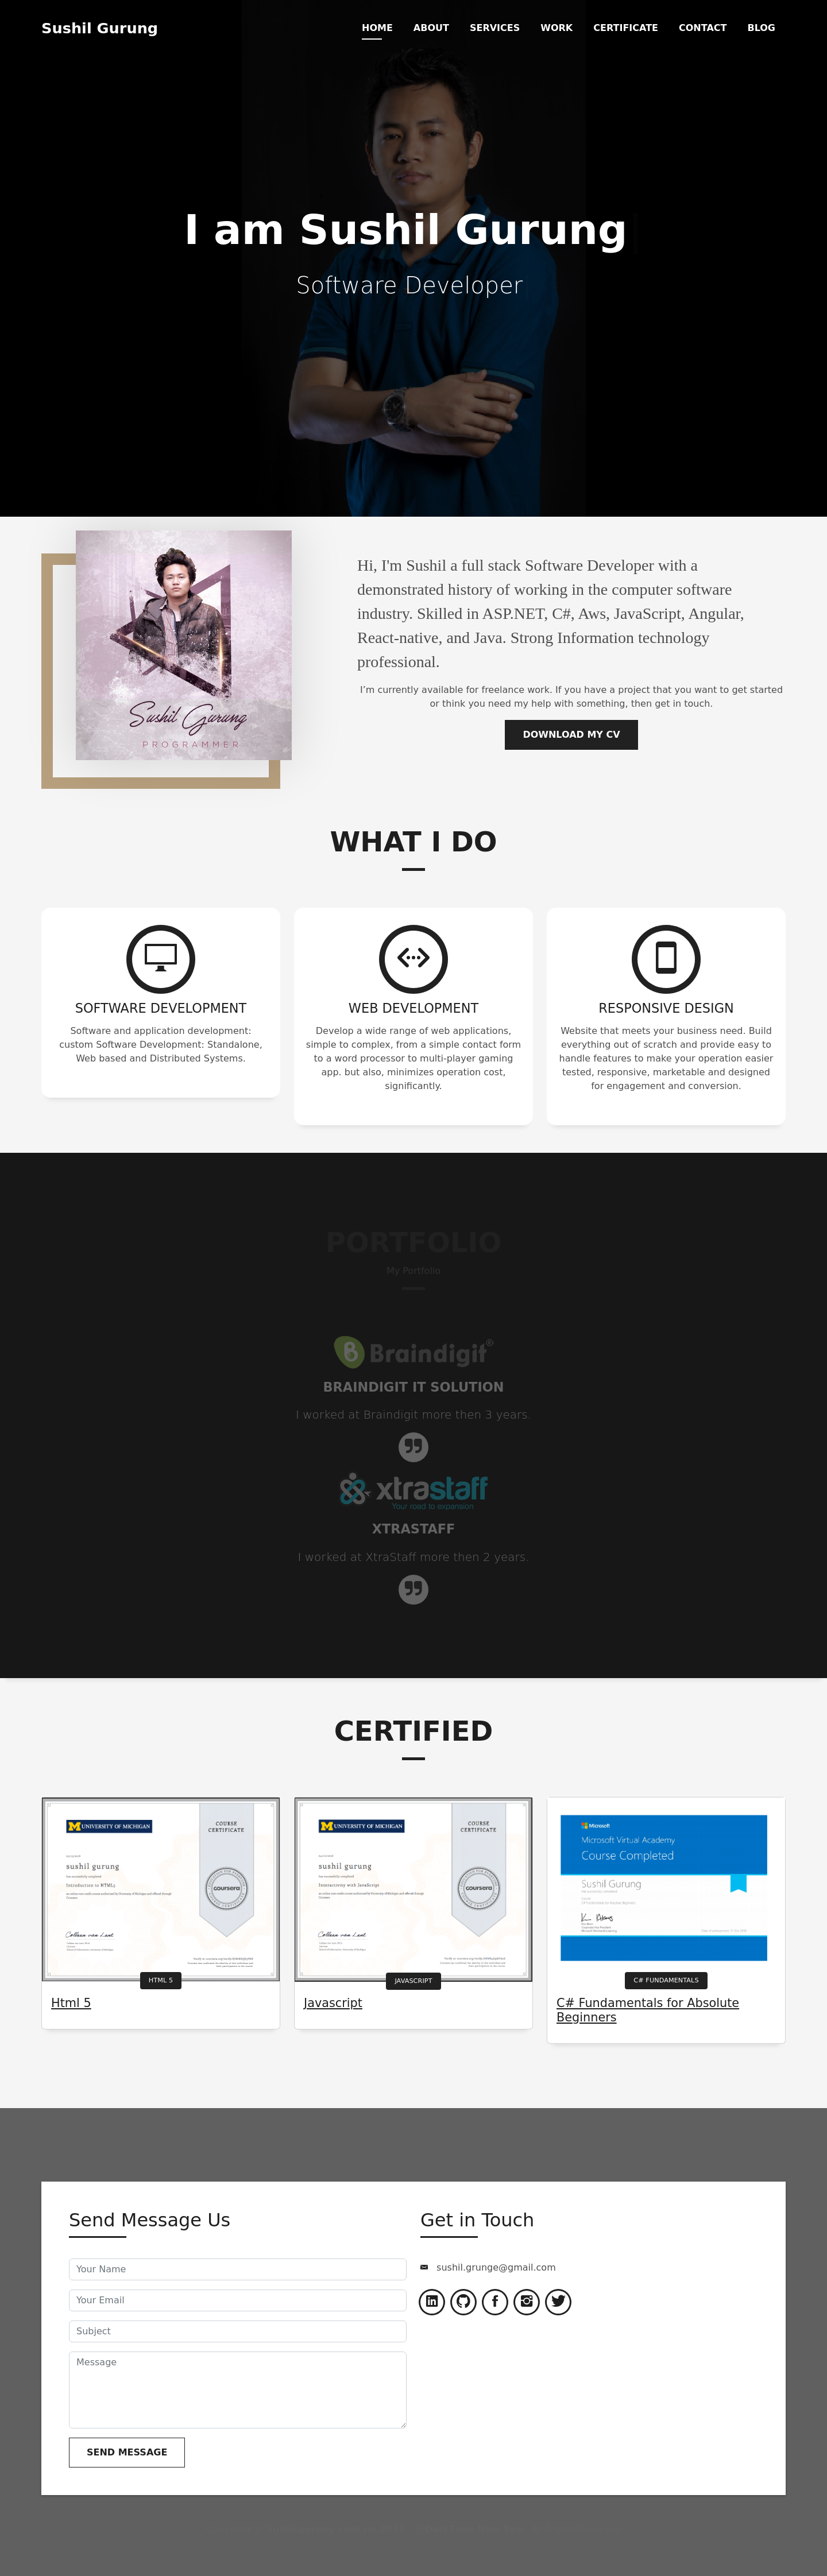 Sushil Gurung
HOME ABOUT SERVICES WORK CERTIFICATE CONTACT BLOG
I am Sushil Gurung
Software Developer
Sushil Gurung
PROGRAMMER
Hi, I'm Sushil a full stack Software Developer with a
demonstrated history of working in the computer software
industry. Skilled in ASP.NET, C#, Aws, JavaScript, Angular,
React-native, and Java. Strong Information technology
professional.
I'm currently available for freelance work. If you have a project that you want to get started
or think you need my help with something, then get in touch.
DOWNLOAD MY CV
WHAT I DO
SOFTWARE DEVELOPMENT
Software and application development:
custom Software Development: Standalone,
Web based and Distributed Systems.
WEB DEVELOPMENT
Develop a wide range of web applications,
simple to complex, from a simple contact form
to a word processor to multi-player gaming
app. but also, minimizes operation cost,
significantly.
RESPONSIVE DESIGN
Website that meets your business need. Build
everything out of scratch and provide easy to
handle features to make your operation easier
tested, responsive, marketable and designed
for engagement and conversion.
PORTFOLIO
My Portfolio
Braindigit®
BRAINDIGIT IT SOLUTION
I worked at Braindigit more then 3 years.
xtrastaff
Your road to expansion
XTRASTAFF
I worked at XtraStaff more then 2 years.
CERTIFIED
M UNIVERSITY OF MICHIGAN
COURSE
CERTIFICATE
sushil gurung
Introduction to HTML5
coursera
HTML 5
Html 5
M UNIVERSITY OF MICHIGAN
COURSE
CERTIFICATE
sushil gurung
Interactivity with JavaScript
coursera
JAVASCRIPT
Javascript
Microsoft
Microsoft Virtual Academy
Course Completed
Sushil Gurung
C# FUNDAMENTALS
C# Fundamentals for Absolute
Beginners
Send Message Us
Your Name
Your Email
Subject
Message
SEND MESSAGE
Get in Touch
sushil.grunge@gmail.com